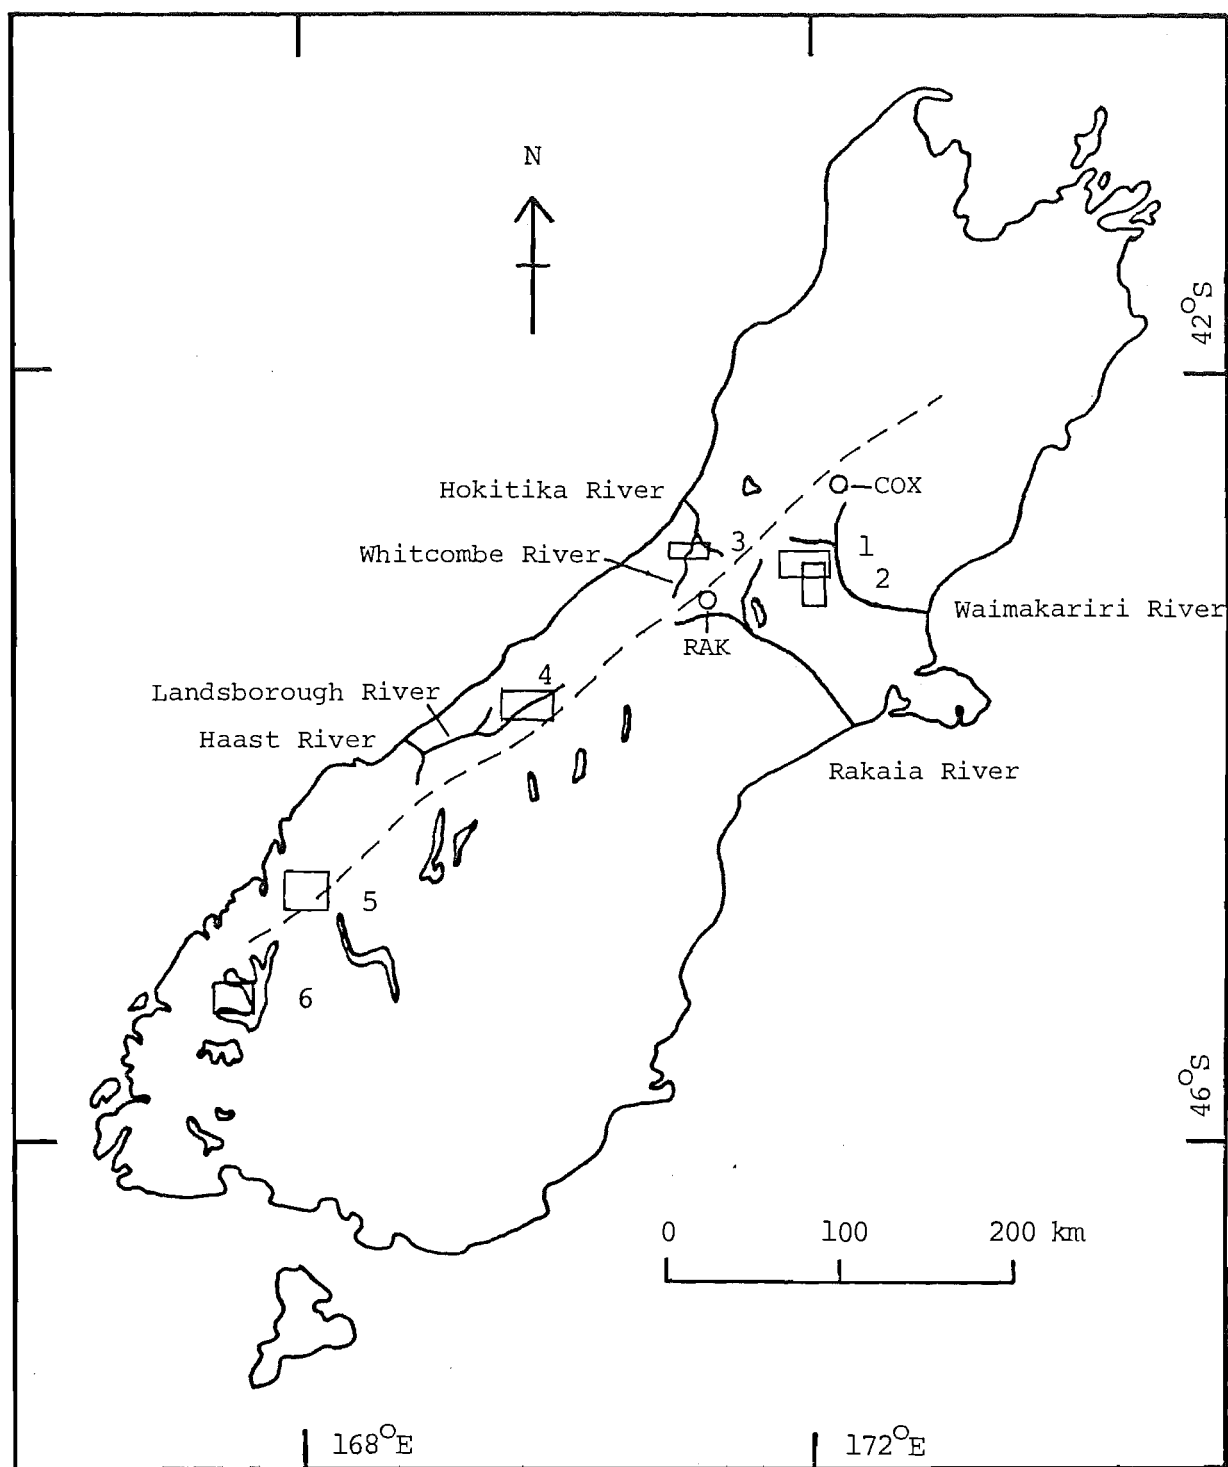 N
42°S
Hokitika River
COX
Whitcombe River
3
1
2
Waimakariri River
RAK
4
Landsborough River
Haast River
Rakaia River
5
6
46°S
0 100 200 km
168°E
172°E